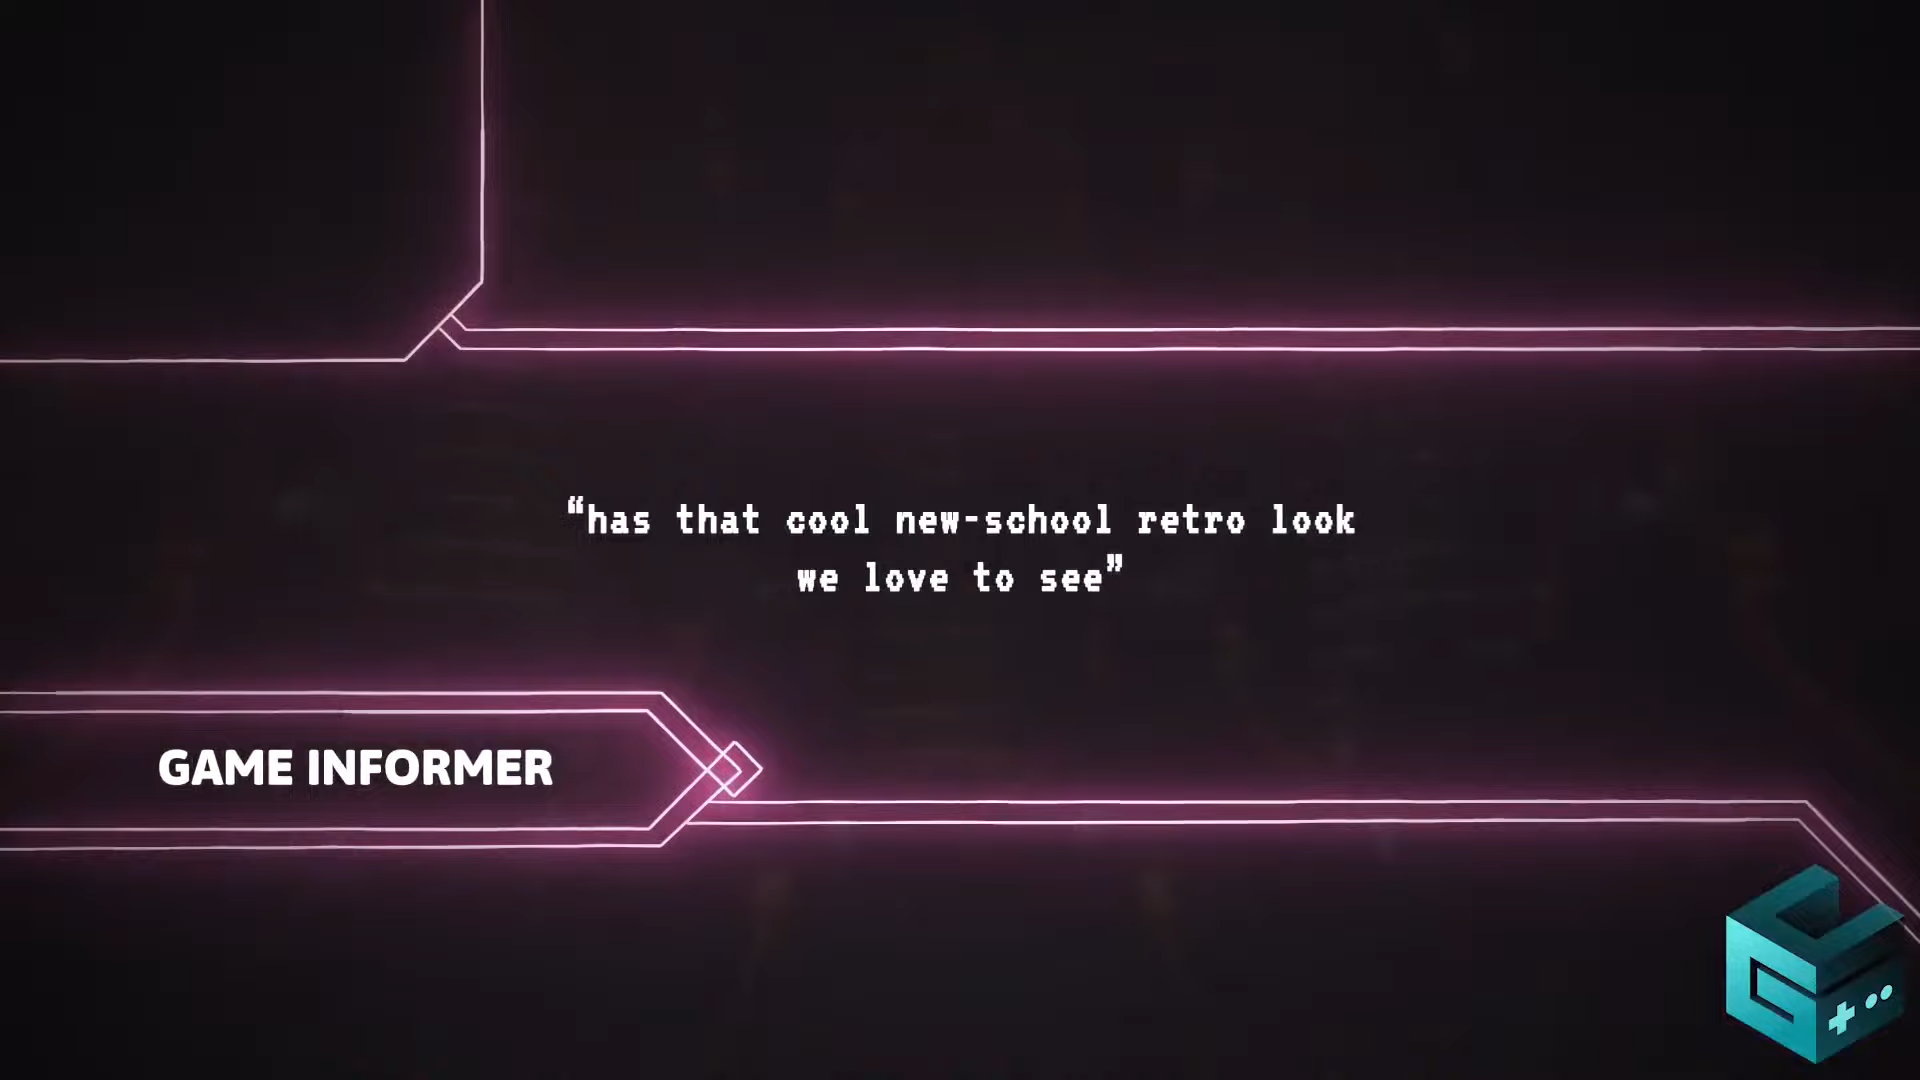 “has that cool new-school retro look
we love to see”
GAME INFORMER